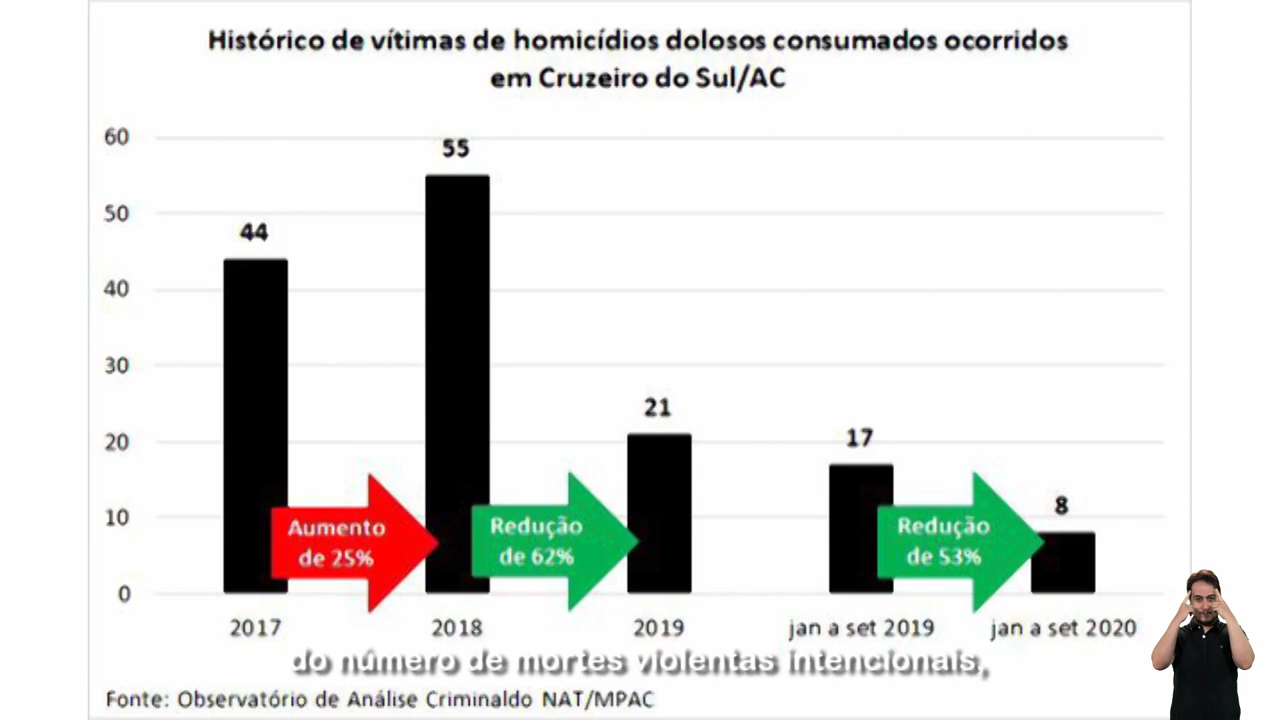 Histórico de vítimas de homicídios dolosos consumados ocorridos
em Cruzeiro do Sul/AC
60
50
40
30
20
10
0
44
55
21
17
8
Aumento
de 25%
Redução
de 62%
Redução
de 53%
2017
2018
2019
jan a set 2019
jan a set 2020
do número de mortes violentas intencionais,
Fonte: Observatório de Análise Criminaldo NAT/MPAC